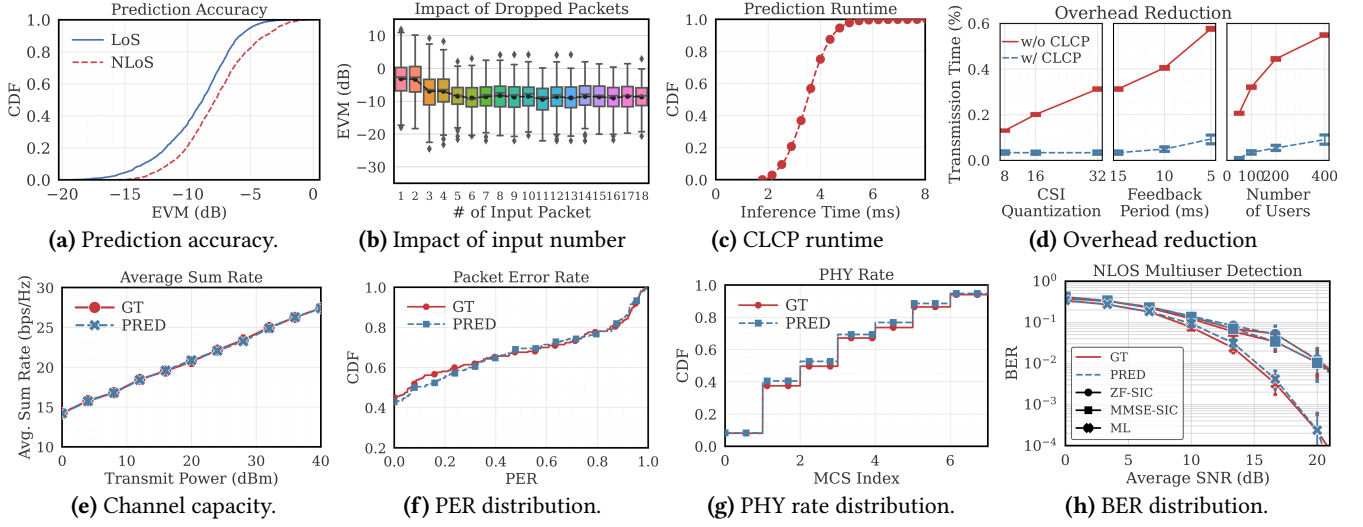 Prediction Accuracy
1.0
0.8
0.6
0.4
0.2
0.0
CDF
LoS
NLoS
−20
−15
−10
−5
0
EVM (dB)
(a) Prediction accuracy.
Impact of Dropped Packets
10
0
−10
−20
−30
EVM (dB)
1 2 3 4 5 6 7 8 9 10 11 12 13 14 15 16 17 18
# of Input Packet
(b) Impact of input number
Prediction Runtime
1.0
0.8
0.6
0.4
0.2
0.0
CDF
0 2 4 6 8
Inference Time (ms)
(c) CLCP runtime
Overhead Reduction
Transmission Time (%)
0.6
0.4
0.2
0.0
w/o CLCP
w/ CLCP
8 16 32
CSI
Quantization
15 10 5
Feedback
Period (ms)
0 100 200 400
Number
of Users
(d) Overhead reduction
Average Sum Rate
Avg. Sum Rate (bps/Hz)
30
25
20
15
10
GT
PRED
0 10 20 30 40
Transmit Power (dBm)
(e) Channel capacity.
Packet Error Rate
CDF
1.0
0.8
0.6
0.4
0.2
GT
PRED
0.0 0.2 0.4 0.6 0.8 1.0
PER
(f) PER distribution.
PHY Rate
CDF
1.0
0.8
0.6
0.4
0.2
0.0
GT
PRED
0 2 4 6
MCS Index
(g) PHY rate distribution.
NLOS Multiuser Detection
BER
10⁰
10⁻¹
10⁻²
10⁻³
10⁻⁴
GT
PRED
ZF-SIC
MMSE-SIC
ML
0 5 10 15 20
Average SNR (dB)
(h) BER distribution.